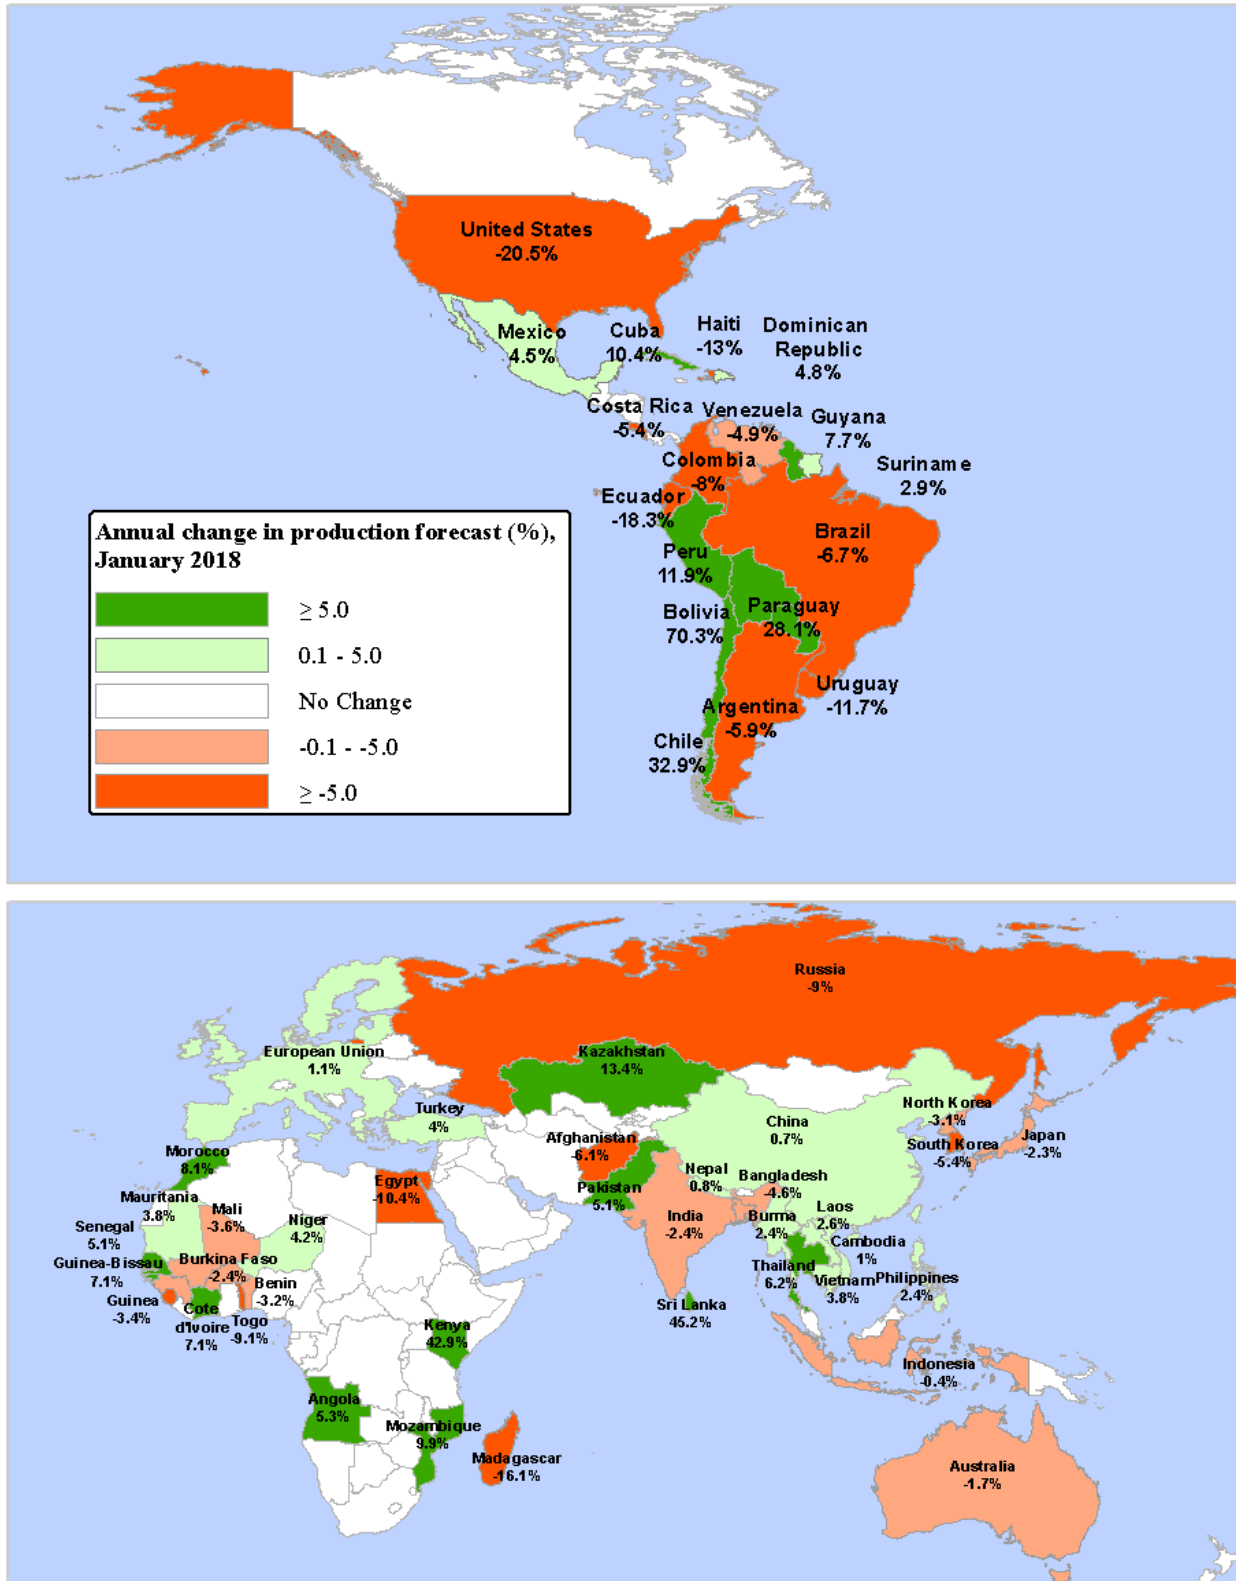 United States
-20.5%
Mexico
4.5%
Cuba
10.4%
Haiti
-13%
Dominican
Republic
4.8%
Costa Rica
-5.4%
Venezuela
-4.9%
Guyana
7.7%
Suriname
2.9%
Colombia
-8%
Ecuador
-18.3%
Brazil
-6.7%
Peru
11.9%
Bolivia
70.3%
Paraguay
28.1%
Uruguay
-11.7%
Argentina
-5.9%
Chile
32.9%
Annual change in production forecast (%),
January 2018
≥ 5.0
0.1 - 5.0
No Change
-0.1 - -5.0
≥ -5.0
Russia
-9%
European Union
1.1%
Kazakhstan
13.4%
Turkey
4%
China
0.7%
North Korea
-3.1%
South Korea
-5.4%
Japan
-2.3%
Afghanistan
-6.1%
Morocco
8.1%
Egypt
-10.4%
Pakistan
5.1%
Nepal
0.8%
Bangladesh
-4.6%
Mauritania
3.8%
Mali
-3.6%
Niger
4.2%
India
-2.4%
Burma
2.4%
Laos
2.6%
Senegal
5.1%
Guinea-Bissau
7.1%
Burkina Faso
-2.4%
Benin
-3.2%
Cambodia
1%
Thailand
6.2%
Vietnam
3.8%
Philippines
2.4%
Guinea
-3.4%
Cote
d'Ivoire
7.1%
Togo
-9.1%
Sri Lanka
45.2%
Kenya
42.9%
Indonesia
-0.4%
Angola
5.3%
Mozambique
9.9%
Madagascar
-16.1%
Australia
-1.7%